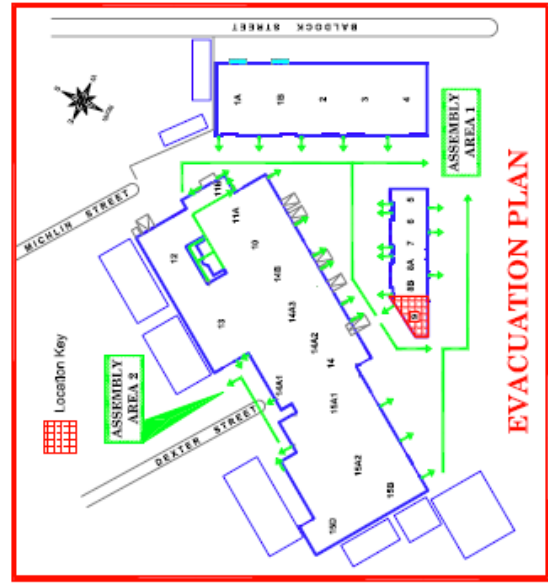 EVACUATION PLAN
BALDOCK STREET
MICHLIN STREET
DEXTER STREET
Location Key
ASSEMBLY
AREA 1
ASSEMBLY
AREA 2
1A
1B
2
3
4
5
6
7
8A
8B
9
10
11A
11B
12
13
14B
14A3
14A2
14
14A1
15A1
15A2
15B
15D